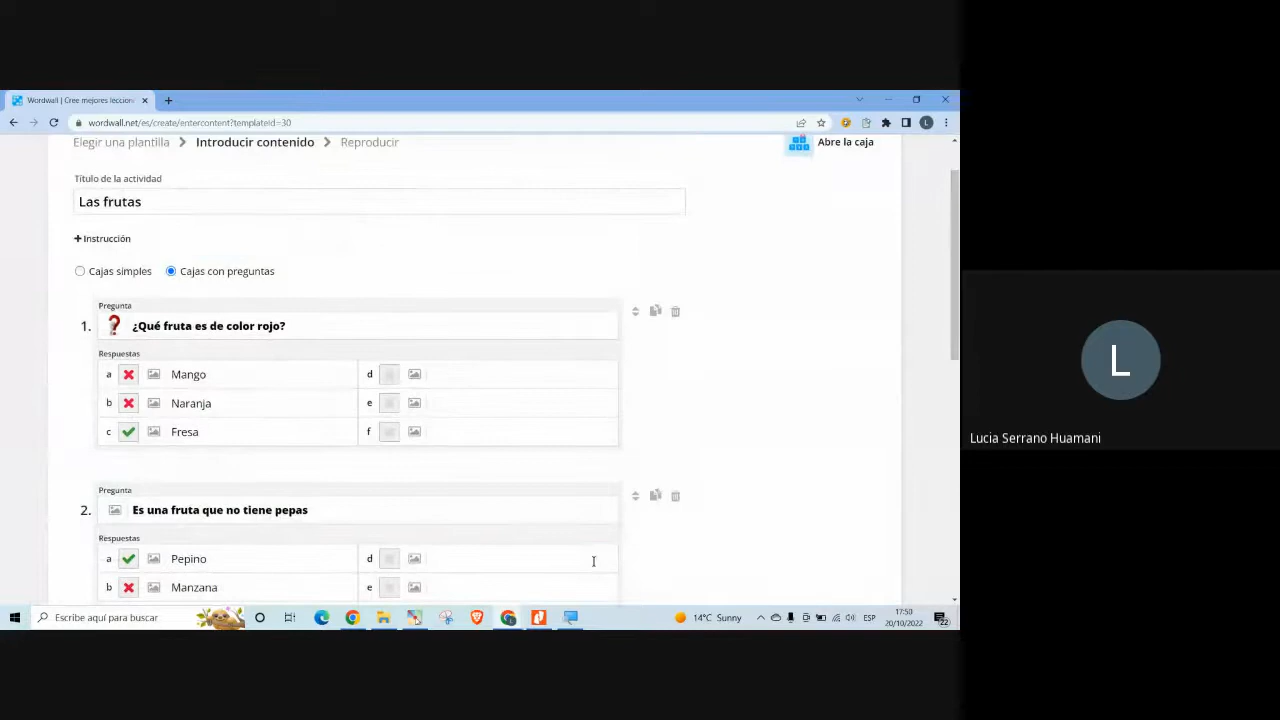 Wordwall | Cree mejores leccion
wordwall.net/es/create/entercontent?templateId=30
L
Elegir una plantilla
Introducir contenido
Reproducir
Abre la caja
Título de la actividad
Las frutas
+ Instrucción
Cajas simples
Cajas con preguntas
Pregunta
1. ¿Qué fruta es de color rojo?
Respuestas
a Mango
d
b Naranja
e
c Fresa
f
Pregunta
2. Es una fruta que no tiene pepas
Respuestas
a Pepino
d
b Manzana
e
Escribe aquí para buscar
14°C Sunny
ESP
17:50
20/10/2022
22
L
Lucia Serrano Huamani